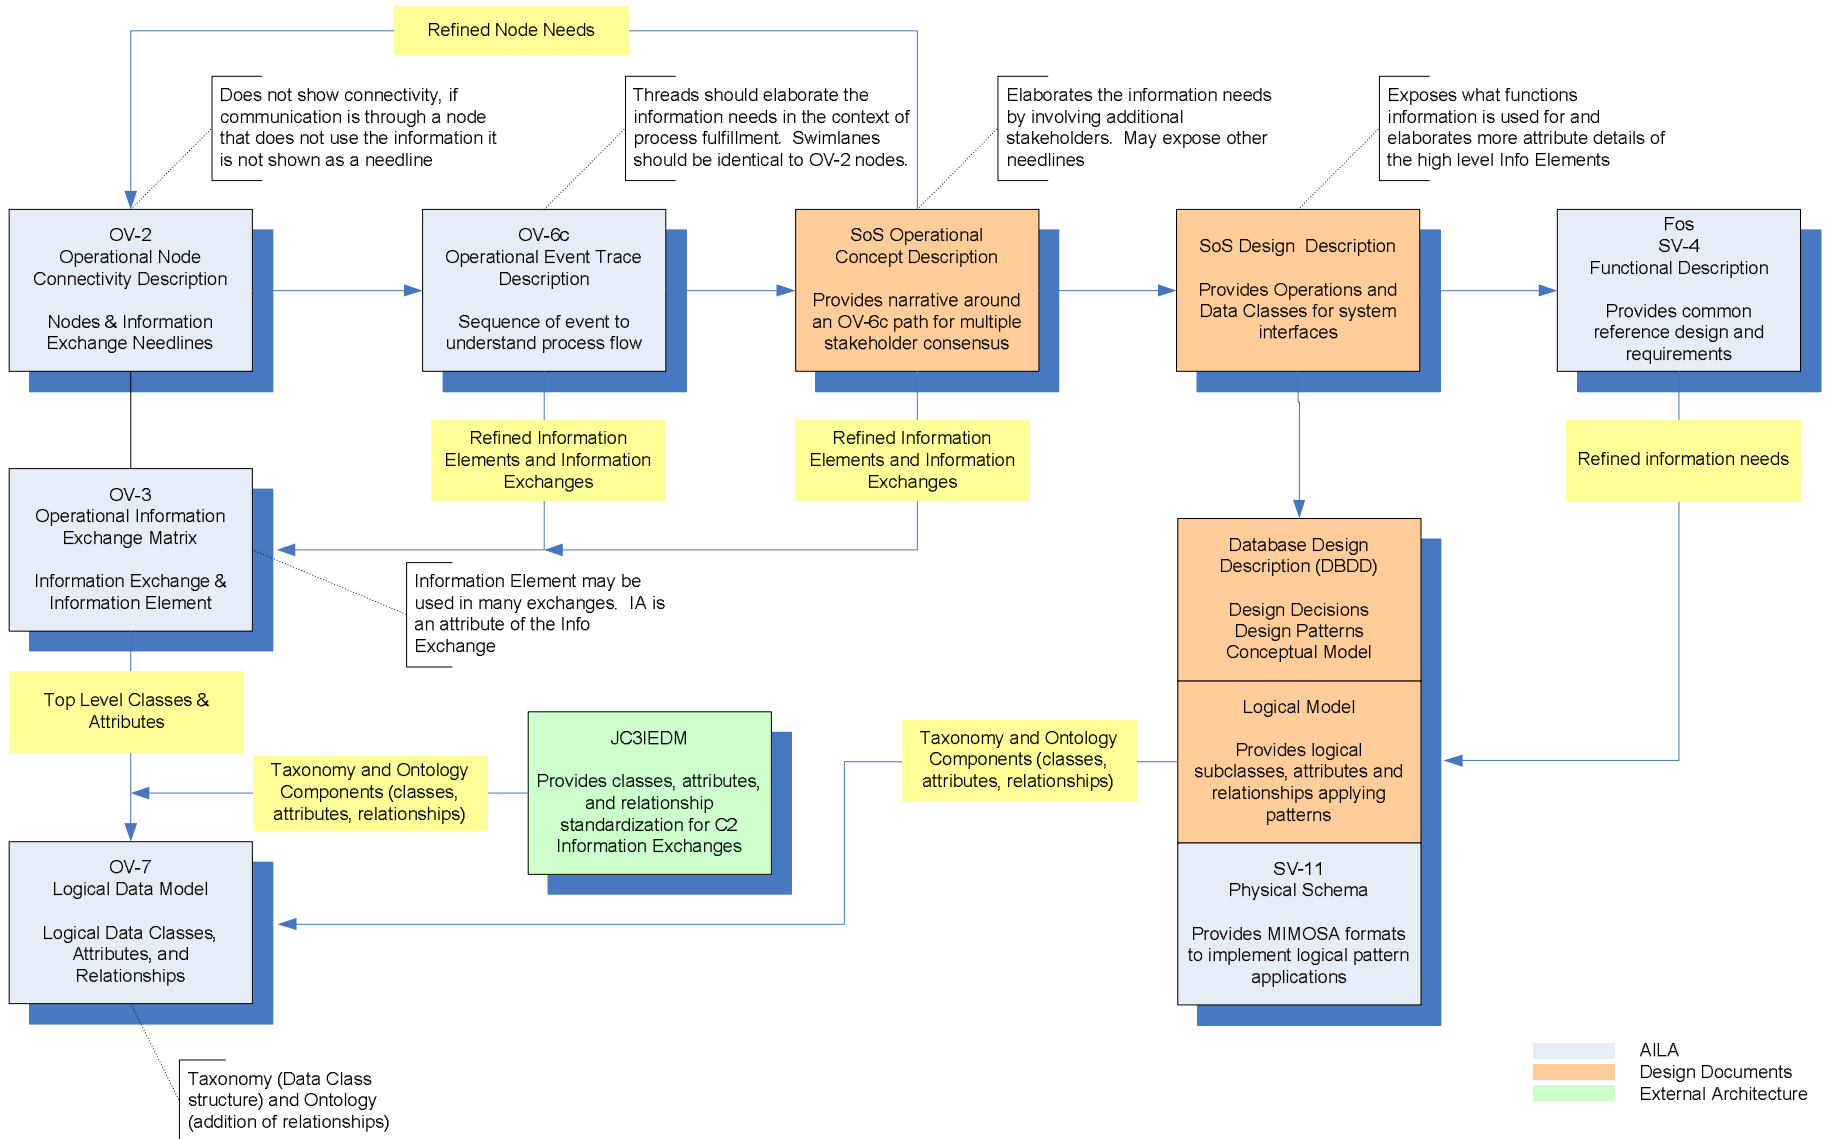 Refined Node Needs
Does not show connectivity, if
communication is through a node
that does not use the information it
is not shown as a needline
Threads should elaborate the
information needs in the context of
process fulfillment.  Swimlanes
should be identical to OV-2 nodes.
Elaborates the information needs
by involving additional
stakeholders.  May expose other
needlines
Exposes what functions
information is used for and
elaborates more attribute details of
the high level Info Elements
OV-2
Operational Node
Connectivity Description
Nodes & Information
Exchange Needlines
OV-6c
Operational Event Trace
Description
Sequence of event to
understand process flow
SoS Operational
Concept Description
Provides narrative around
an OV-6c path for multiple
stakeholder consensus
SoS Design  Description
Provides Operations and
Data Classes for system
interfaces
Fos
SV-4
Functional Description
Provides common
reference design and
requirements
Refined Information
Elements and Information
Exchanges
Refined Information
Elements and Information
Exchanges
Refined information needs
OV-3
Operational Information
Exchange Matrix
Information Exchange &
Information Element
Information Element may be
used in many exchanges.  IA is
an attribute of the Info
Exchange
Database Design
Description (DBDD)
Design Decisions
Design Patterns
Conceptual Model
Top Level Classes &
Attributes
Taxonomy and Ontology
Components (classes,
attributes, relationships)
JC3IEDM
Provides classes, attributes,
and relationship
standardization for C2
Information Exchanges
Taxonomy and Ontology
Components (classes,
attributes, relationships)
Logical Model
Provides logical
subclasses, attributes and
relationships applying
patterns
OV-7
Logical Data Model
Logical Data Classes,
Attributes, and
Relationships
SV-11
Physical Schema
Provides MIMOSA formats
to implement logical pattern
applications
Taxonomy (Data Class
structure) and Ontology
(addition of relationships)
AILA
Design Documents
External Architecture